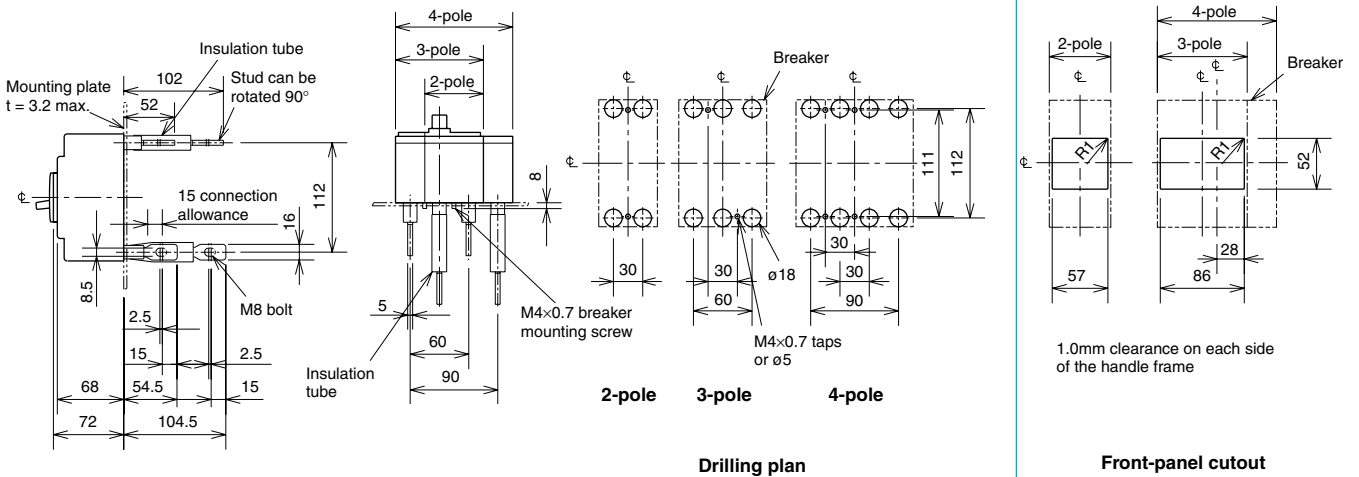 Insulation tube
102
Stud can be
rotated 90°
Mounting plate
t = 3.2 max.
52
℄
15 connection
allowance
112
16
8.5
M8 bolt
2.5
15
2.5
68
54.5
15
72
104.5
4-pole
3-pole
2-pole
8
5
M4×0.7 breaker
mounting screw
60
90
Insulation
tube
Breaker
℄
℄
℄
℄
111
112
30
30
60
30
30
90
ø18
M4×0.7 taps
or ø5
2-pole
3-pole
4-pole
Drilling plan
4-pole
2-pole
3-pole
℄
℄
℄
Breaker
℄
R1
R1
52
28
57
86
1.0mm clearance on each side
of the handle frame
Front-panel cutout